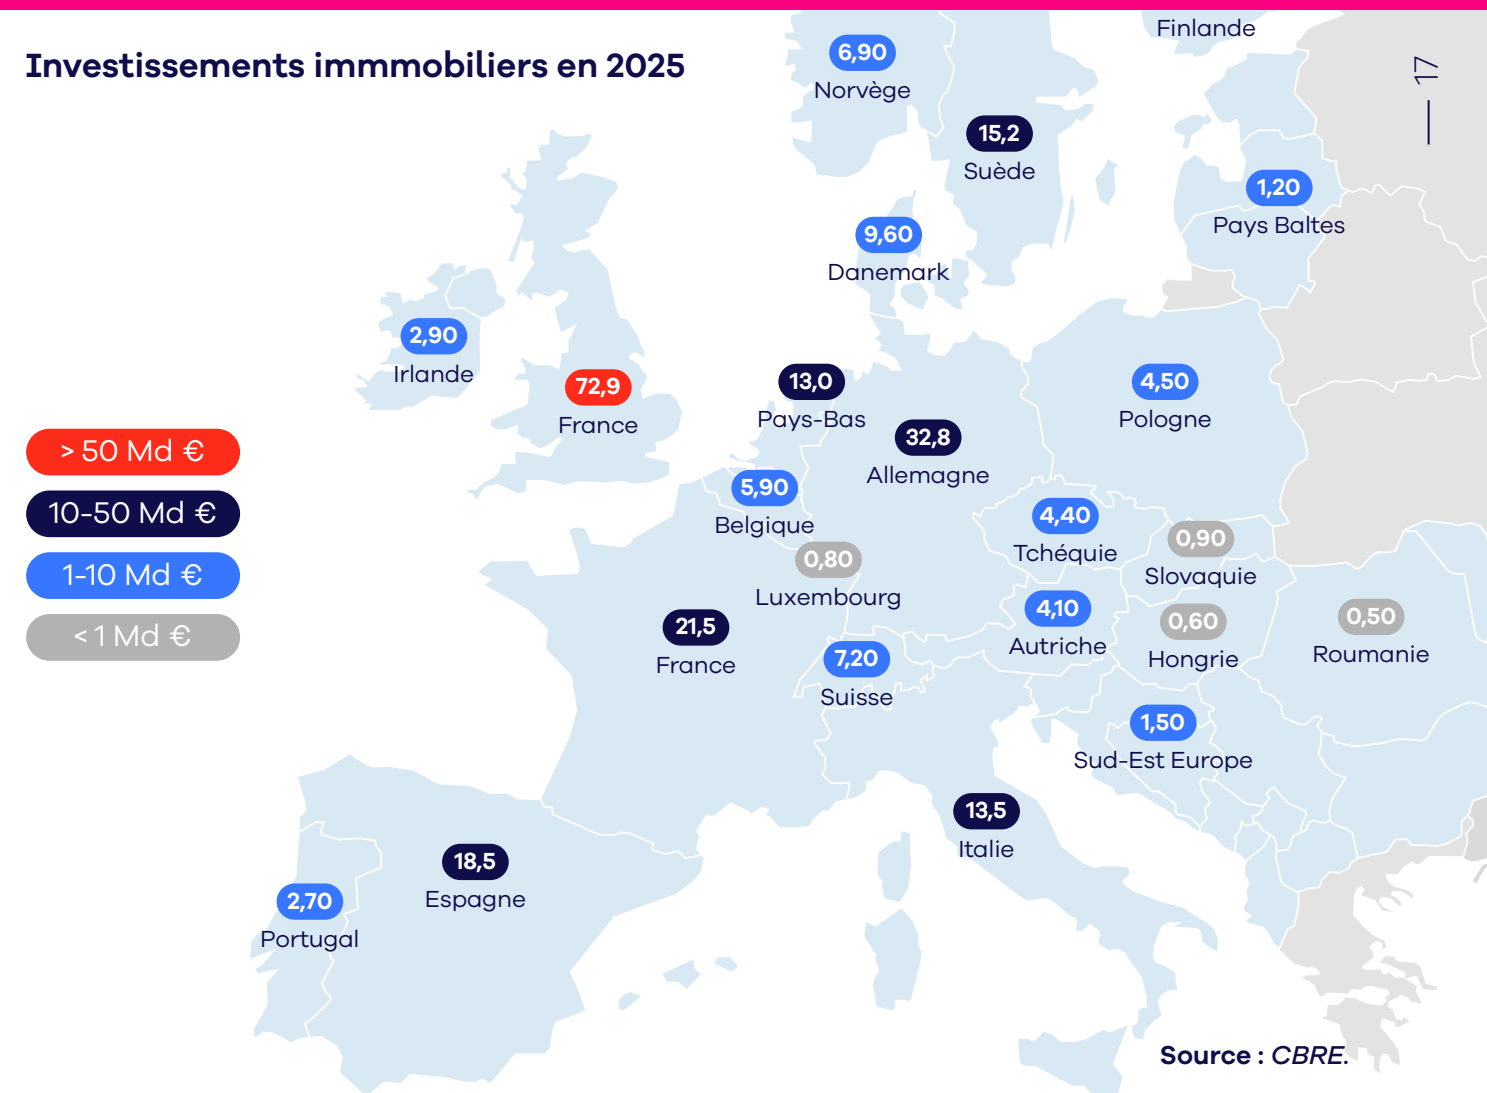 Finlande
Investissements immmobiliers en 2025
17
6,90
Norvège
15,2
Suède
1,20
Pays Baltes
9,60
Danemark
2,90
Irlande
72,9
France
13,0
Pays-Bas
4,50
Pologne
32,8
Allemagne
> 50 Md €
10-50 Md €
1-10 Md €
< 1 Md €
5,90
Belgique
4,40
Tchéquie
0,90
Slovaquie
0,80
Luxembourg
4,10
Autriche
0,60
Hongrie
0,50
Roumanie
21,5
France
7,20
Suisse
1,50
Sud-Est Europe
13,5
Italie
18,5
Espagne
2,70
Portugal
Source : CBRE.